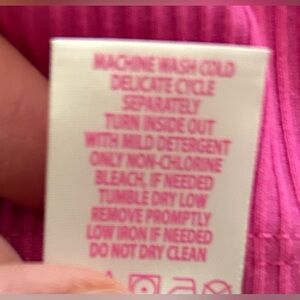 MACHINE WASH COLD
DELICATE CYCLE
SEPARATELY
TURN INSIDE OUT
WITH MILD DETERGENT
ONLY NON-CHLORINE
BLEACH, IF NEEDED
TUMBLE DRY LOW
REMOVE PROMPTLY
LOW IRON IF NEEDED
DO NOT DRY CLEAN